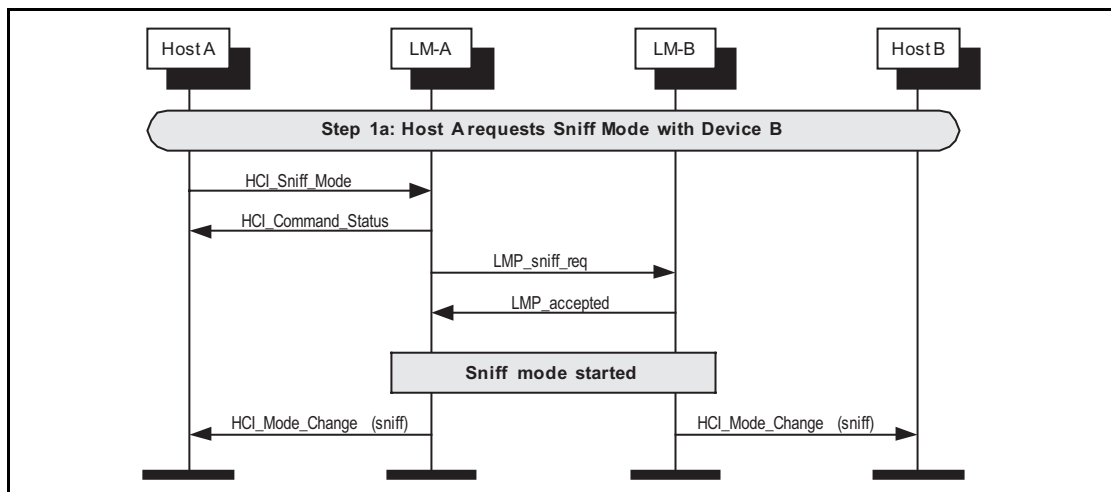 Host A
LM-A
LM-B
Host B
Step 1a: Host A requests Sniff Mode with Device B
HCI_Sniff_Mode
HCI_Command_Status
LMP_sniff_req
LMP_accepted
Sniff mode started
HCI_Mode_Change (sniff)
HCI_Mode_Change (sniff)